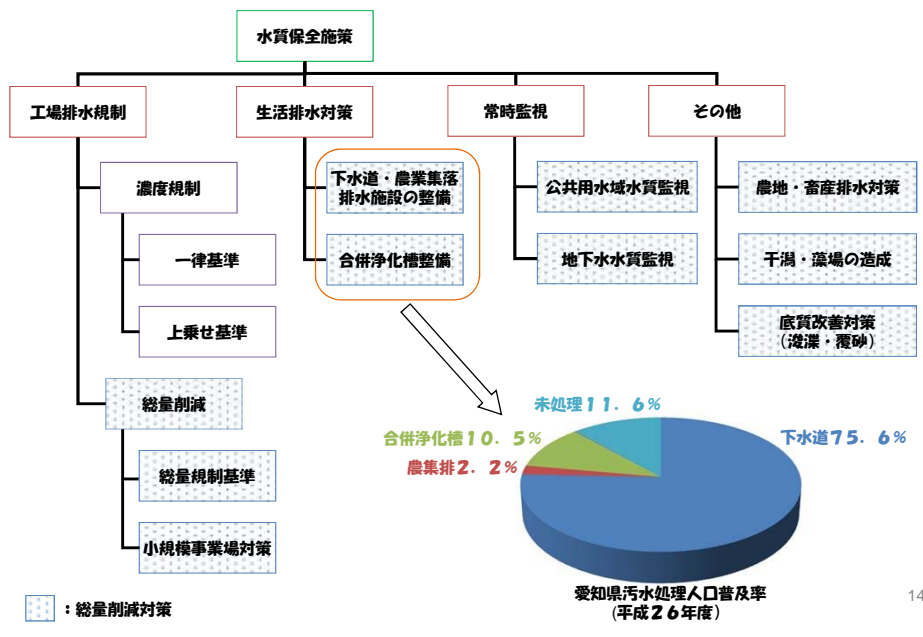 水質保全施策
工場排水規制
生活排水対策
常時監視
その他
濃度規制
一律基準
上乗せ基準
総量削減
総量規制基準
小規模事業場対策
下水道・農業集落
排水施設の整備
合併浄化槽整備
公共用水域水質監視
地下水水質監視
農地・畜産排水対策
干潟・藻場の造成
底質改善対策
(浚渫・覆砂)
未処理11．6%
合併浄化槽10．5%
農集排2．2%
下水道75．6%
愛知県汚水処理人口普及率
(平成26年度)
：総量削減対策
14